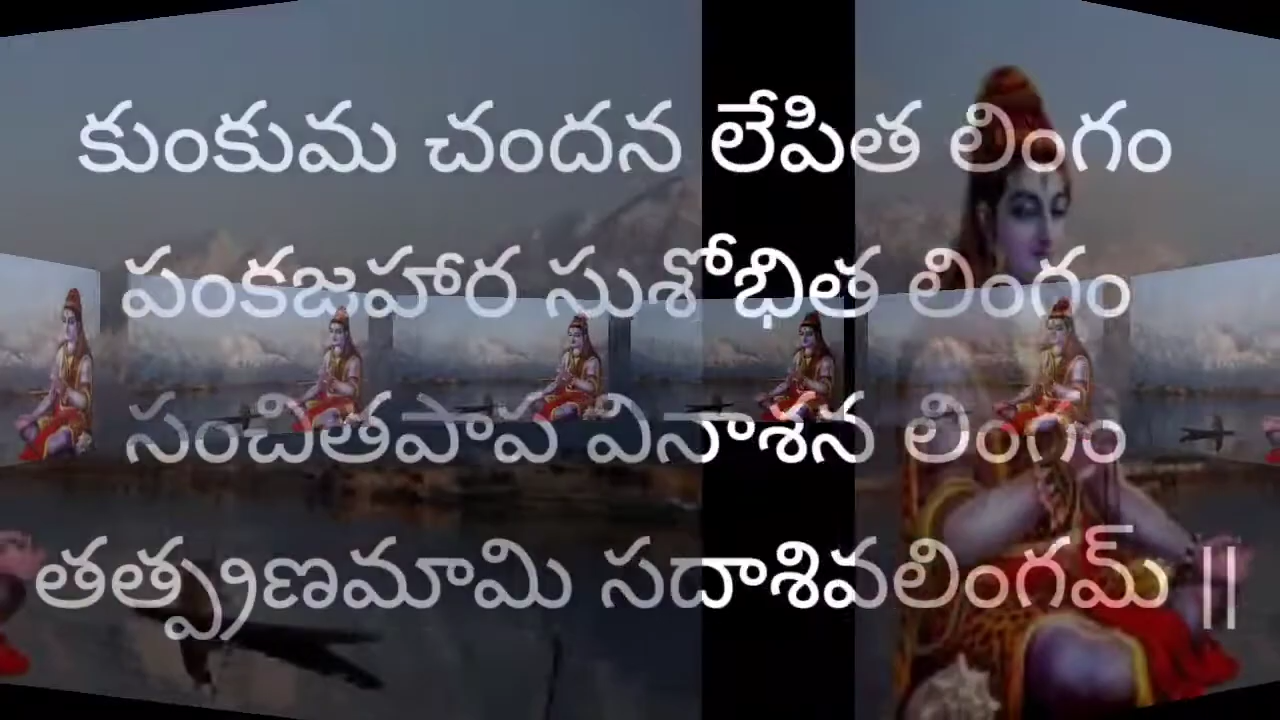 కుంకుమ చందన లేపిత లింగం
పంకజహార సుశోభిత లింగం
సంచితపాప వినాశన లింగం
తత్ప్రణమామి సదాశివలింగమ్ ||